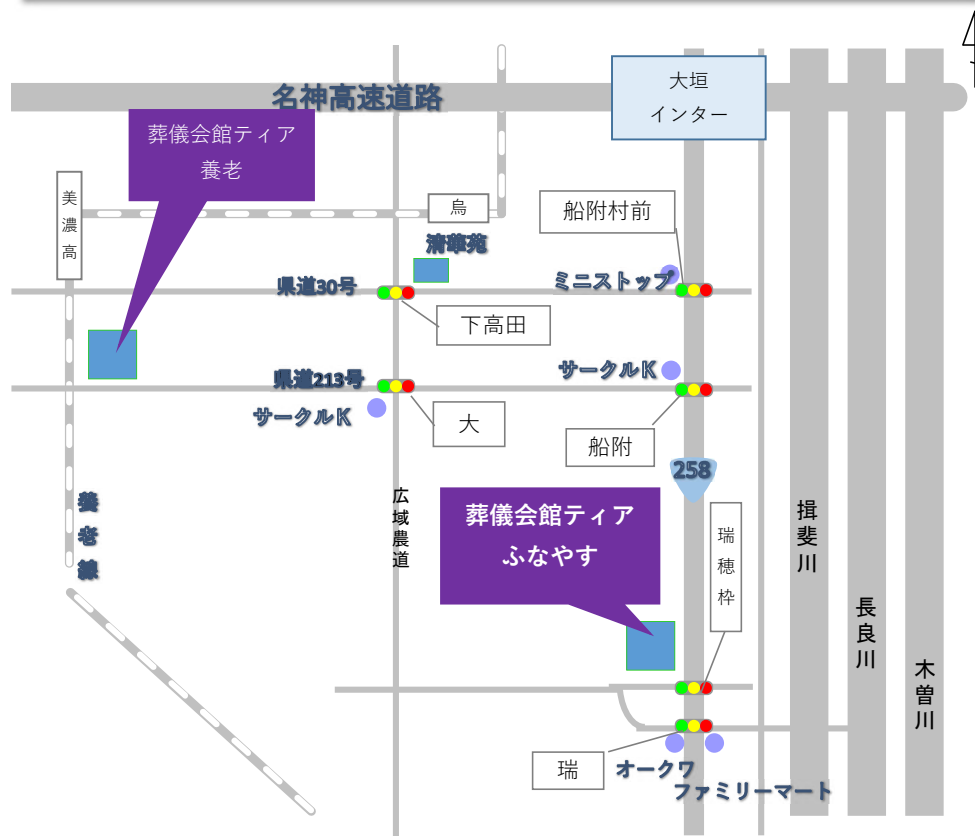 名神高速道路
大垣
インター
葬儀会館ティア
養老
美濃高
烏
清華苑
船附村前
県道30号
ミニストップ
下高田
県道213号
サークルK
サークルK
大
船附
258
養老線
広域農道
葬儀会館ティア
ふなやす
瑞穂枠
揖斐川
長良川
木曽川
瑞
オークワ
ファミリーマート